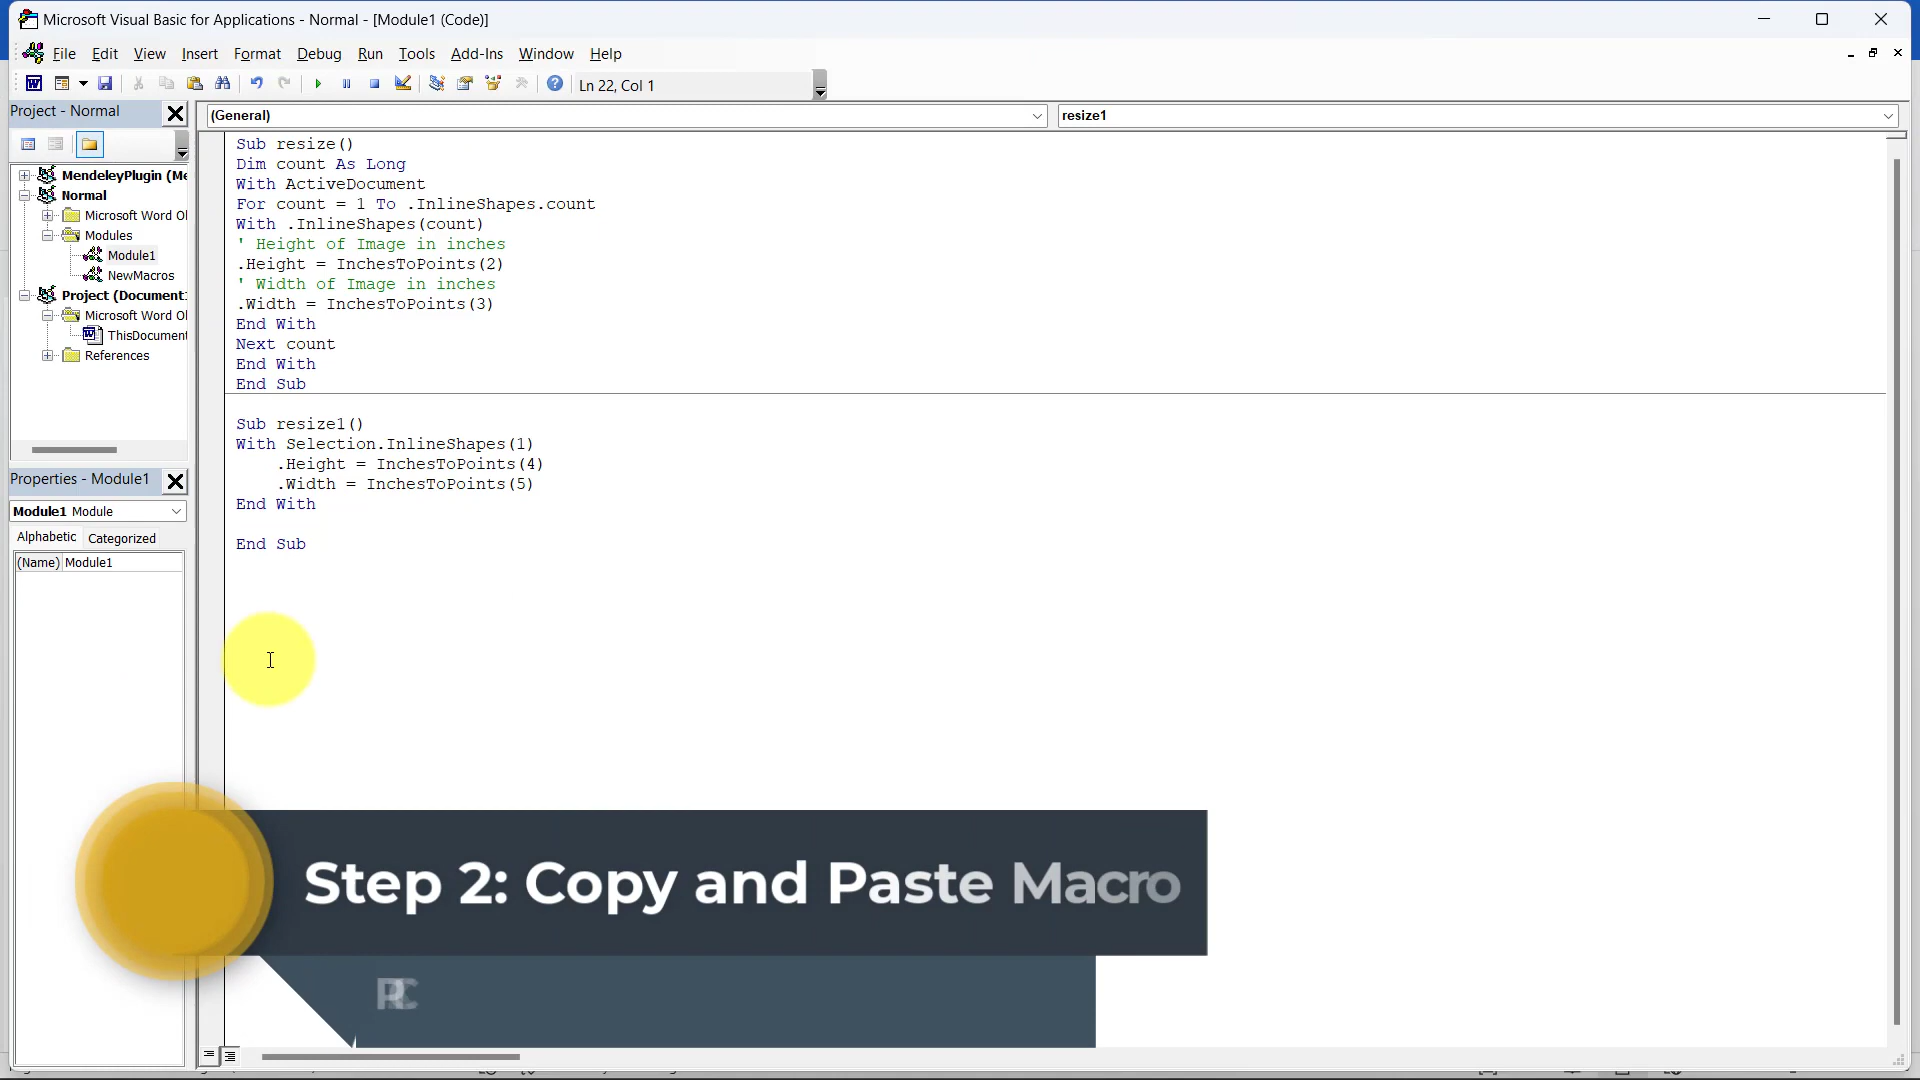 Microsoft Visual Basic for Applications - Normal - [Module1 (Code)]
File Edit View Insert Format Debug Run Tools Add-Ins Window Help
Ln 22, Col 1
Project - Normal
(General)
resize1
MendeleyPlugin (Me
Normal
Microsoft Word Ol
Modules
Module1
NewMacros
Project (Document1
Microsoft Word Ol
ThisDocument
References
Properties - Module1
Module1 Module
Alphabetic Categorized
(Name) Module1
Sub resize()
Dim count As Long
With ActiveDocument
For count = 1 To .InlineShapes.count
With .InlineShapes(count)
' Height of Image in inches
.Height = InchesToPoints(2)
' Width of Image in inches
.Width = InchesToPoints(3)
End With
Next count
End With
End Sub
Sub resize1()
With Selection.InlineShapes(1)
.Height = InchesToPoints(4)
.Width = InchesToPoints(5)
End With
End Sub
Step 2: Copy and Paste Macro